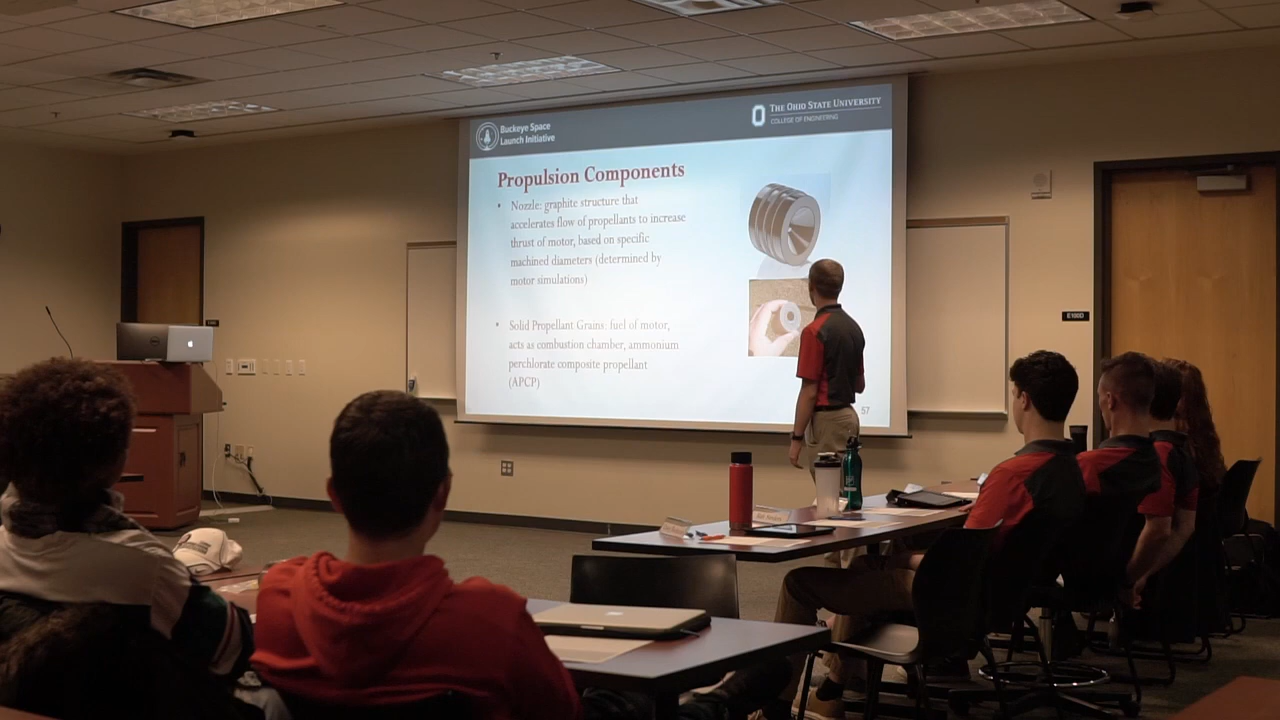 Buckeye Space
Launch Initiative
THE OHIO STATE UNIVERSITY
COLLEGE OF ENGINEERING
Propulsion Components
• Nozzle: graphite structure that
accelerates flow of propellants to increase
thrust of motor, based on specific
machined diameters (determined by
motor simulations)
• Solid Propellant Grains: fuel of motor,
acts as combustion chamber, ammonium
perchlorate composite propellant
(APCP)
57
E100D